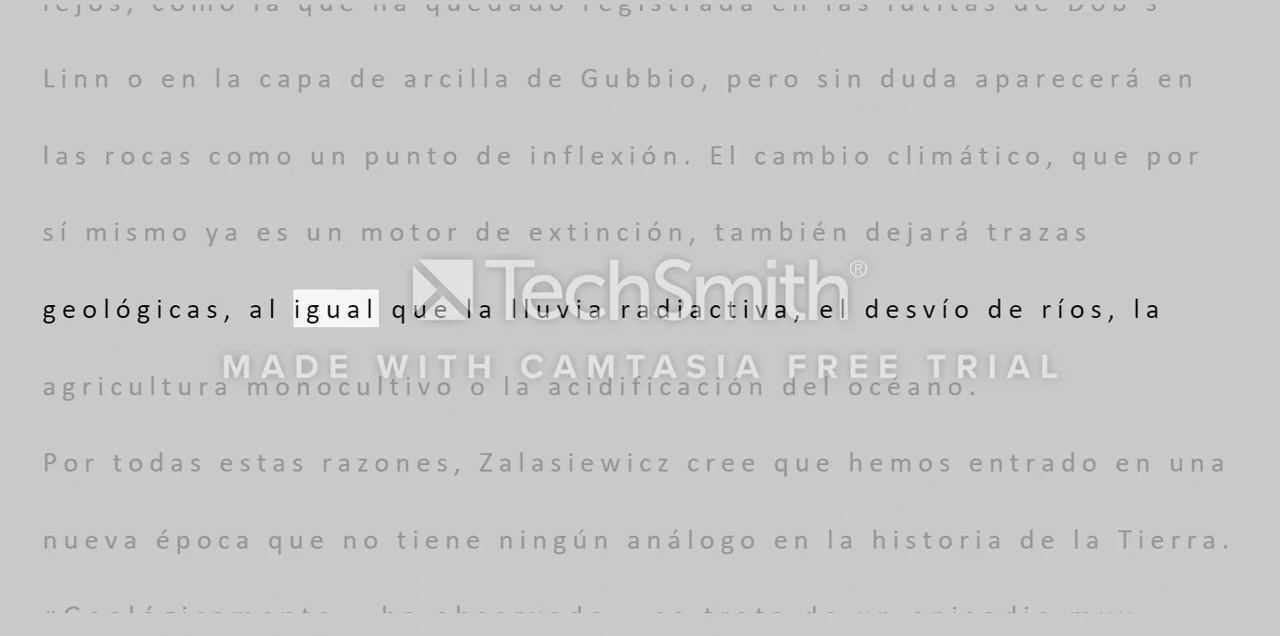 Linn o en la capa de arcilla de Gubbio, pero sin duda aparecerá en
las rocas como un punto de inflexión. El cambio climático, que por
sí mismo ya es un motor de extinción, también dejará trazas
TechSmith®
geológicas, al igual que la lluvia radiactiva, el desvío de ríos, la
MADE WITH CAMTASIA FREE TRIAL
agricultura monocultivo o la acidificación del océano.
Por todas estas razones, Zalasiewicz cree que hemos entrado en una
nueva época que no tiene ningún análogo en la historia de la Tierra.